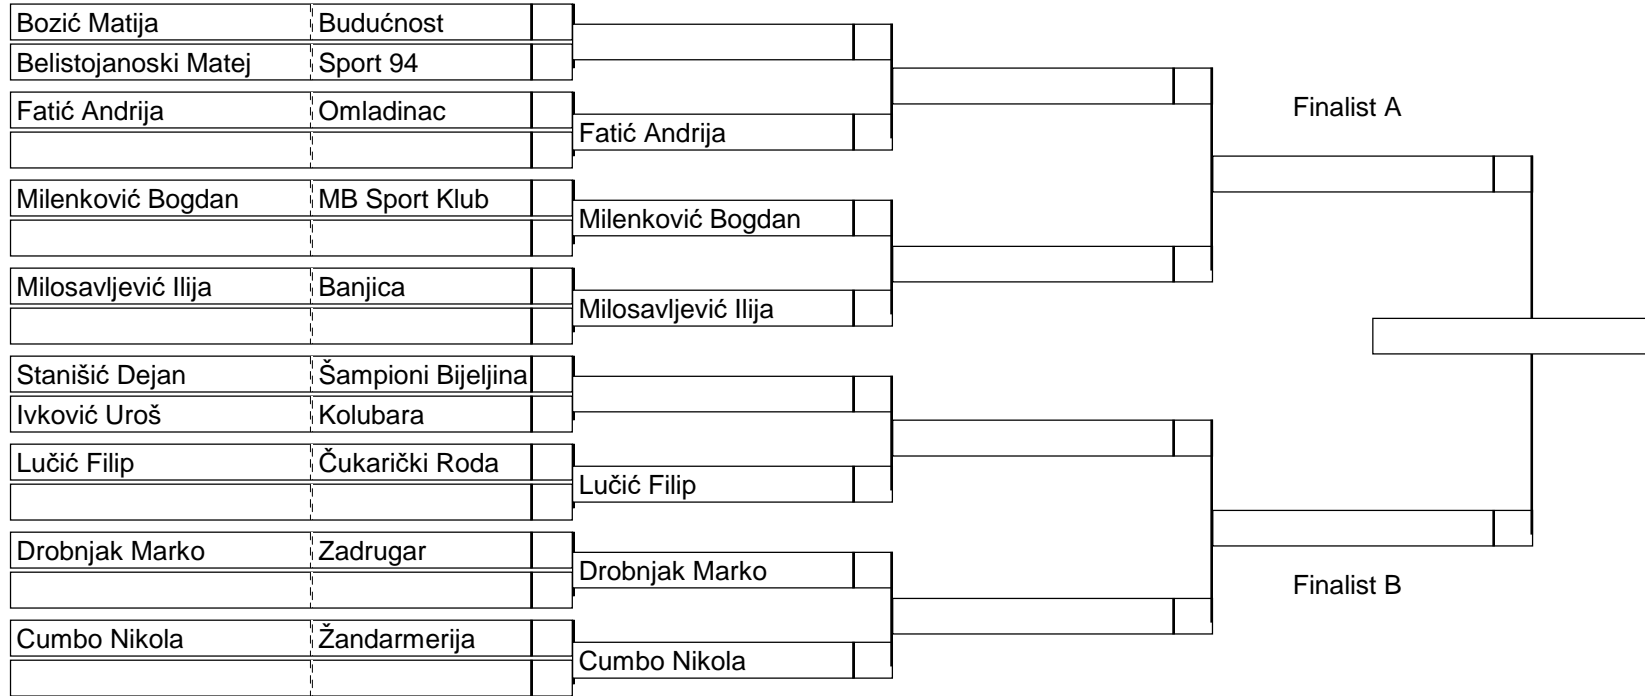 Bozić Matija Budućnost
Belistojanoski Matej Sport 94
Fatić Andrija Omladinac
Fatić Andrija
Finalist A
Milenković Bogdan MB Sport Klub
Milenković Bogdan
Milosavljević Ilija Banjica
Milosavljević Ilija
Stanišić Dejan Šampioni Bijeljina
Ivković Uroš Kolubara
Lučić Filip Čukarički Roda
Lučić Filip
Drobnjak Marko Zadrugar
Drobnjak Marko
Finalist B
Cumbo Nikola Žandarmerija
Cumbo Nikola